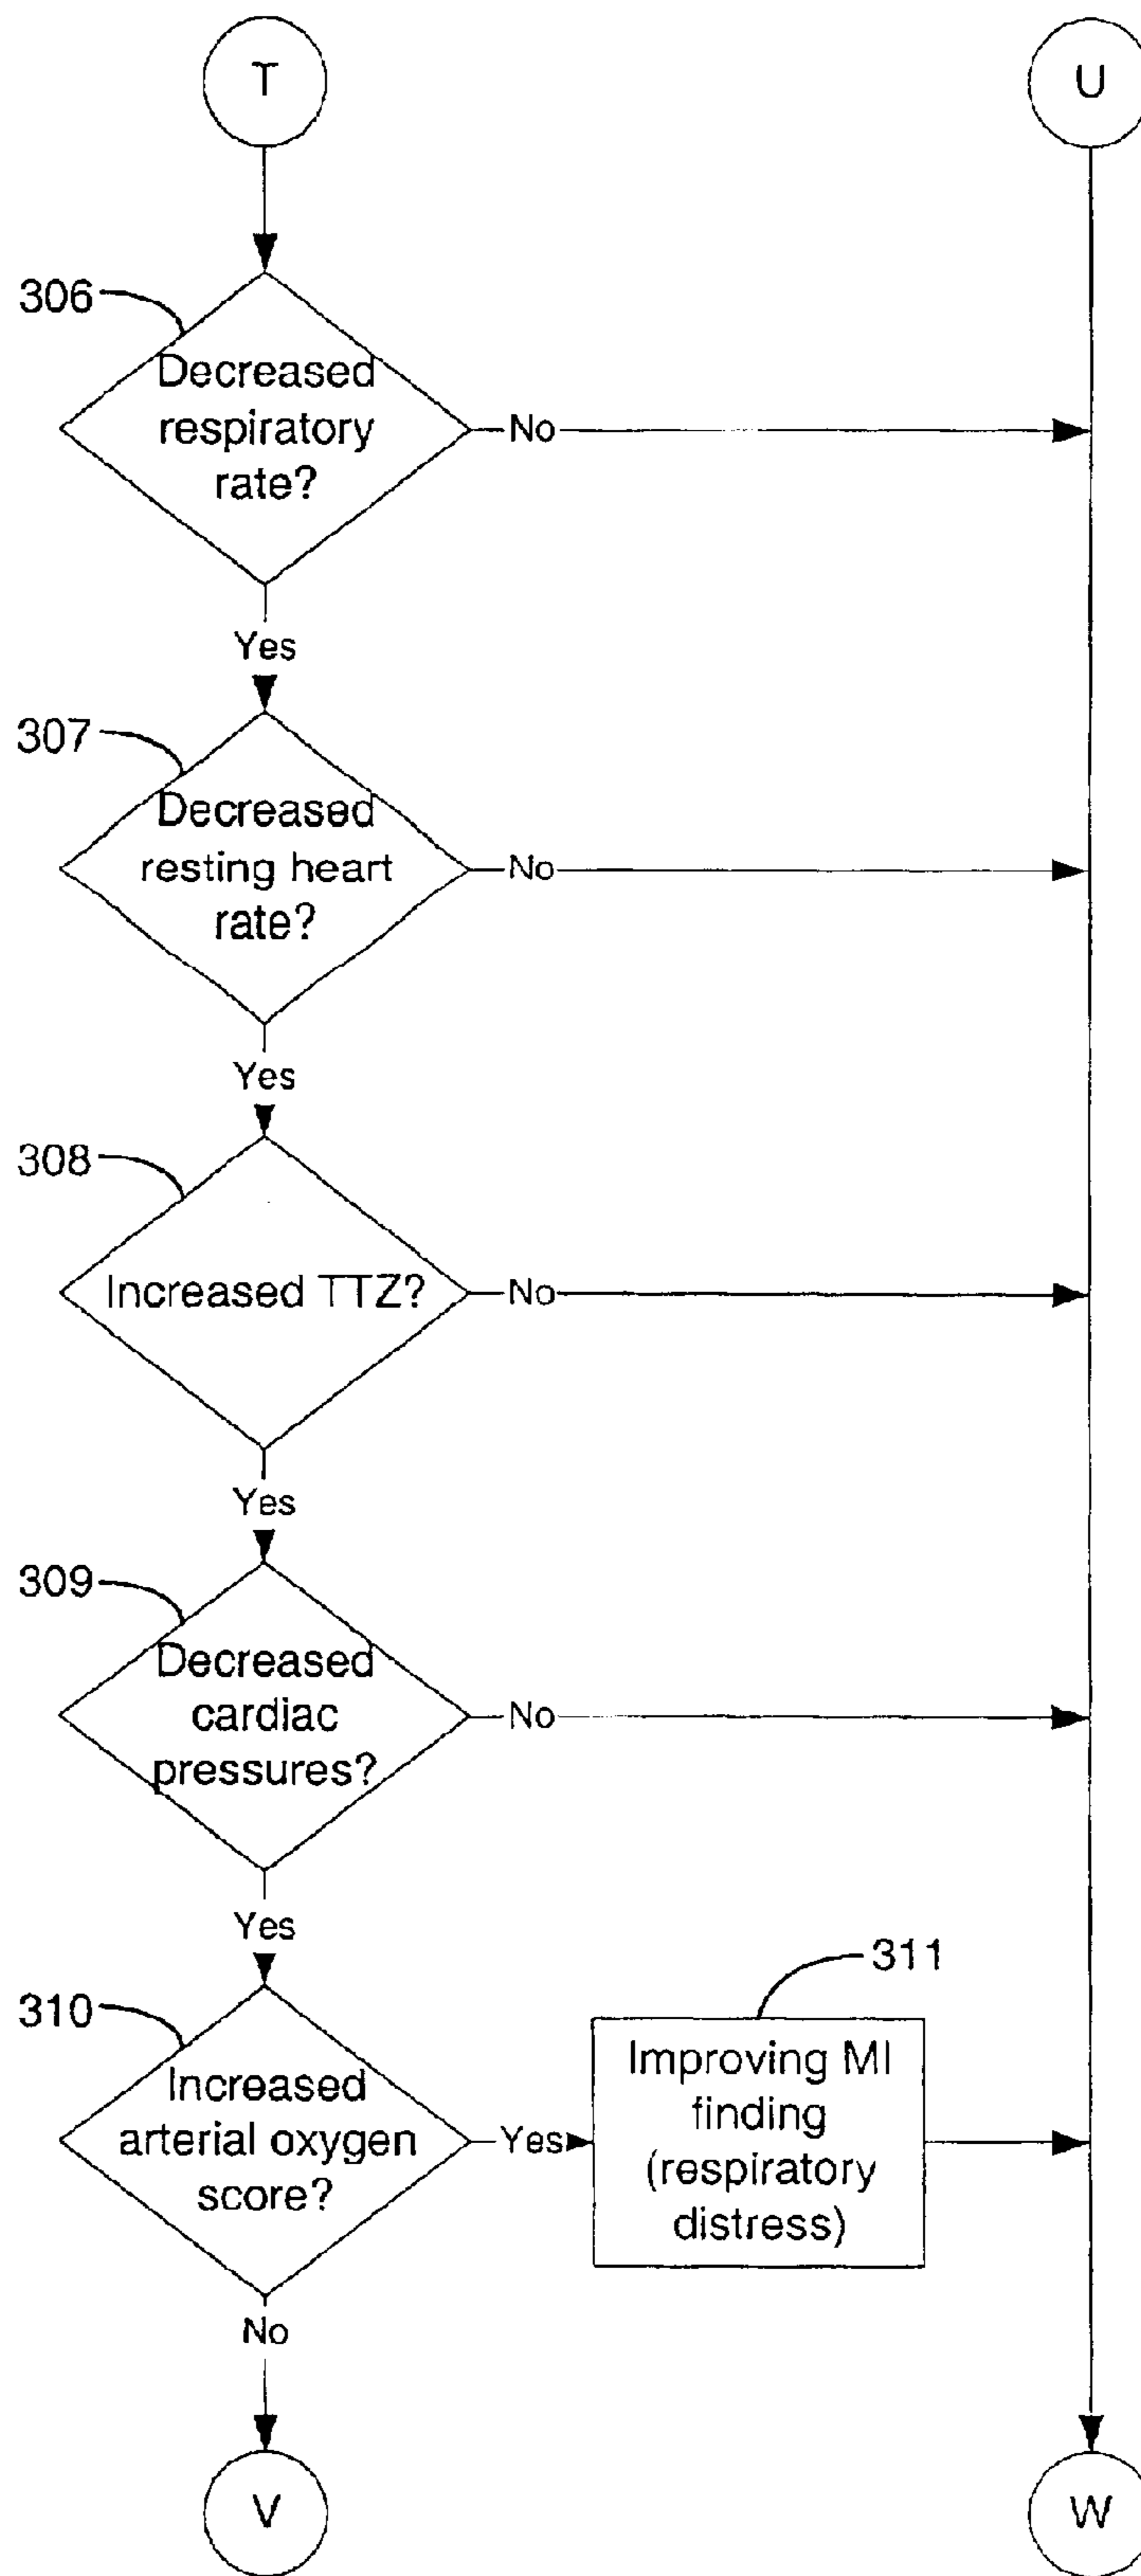 T
U
306
Decreased
respiratory
rate?
No
Yes
307
Decreased
resting heart
rate?
No
Yes
308
Increased TTZ?
No
Yes
309
Decreased
cardiac
pressures?
No
Yes
310
Increased
arterial oxygen
score?
Yes
311
Improving MI
finding
(respiratory
distress)
No
V
W